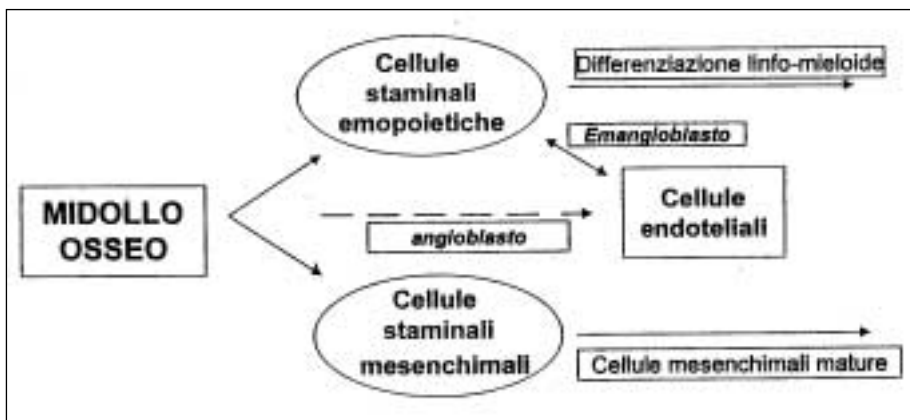 Cellule
staminali
emopoietiche
Differenziazione linfo-mieloide
Emangioblasto
MIDOLLO
OSSEO
Cellule
endoteliali
angioblasto
Cellule
staminali
mesenchimali
Cellule mesenchimali mature